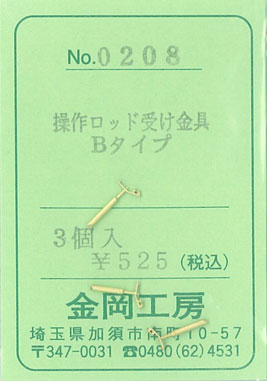 No.0208
操作ロッド受け金具
Bタイプ
3個入
￥525(税込)
金岡工房
埼玉県加須市南町10-57
〒347-0031 ☎0480(62)4531